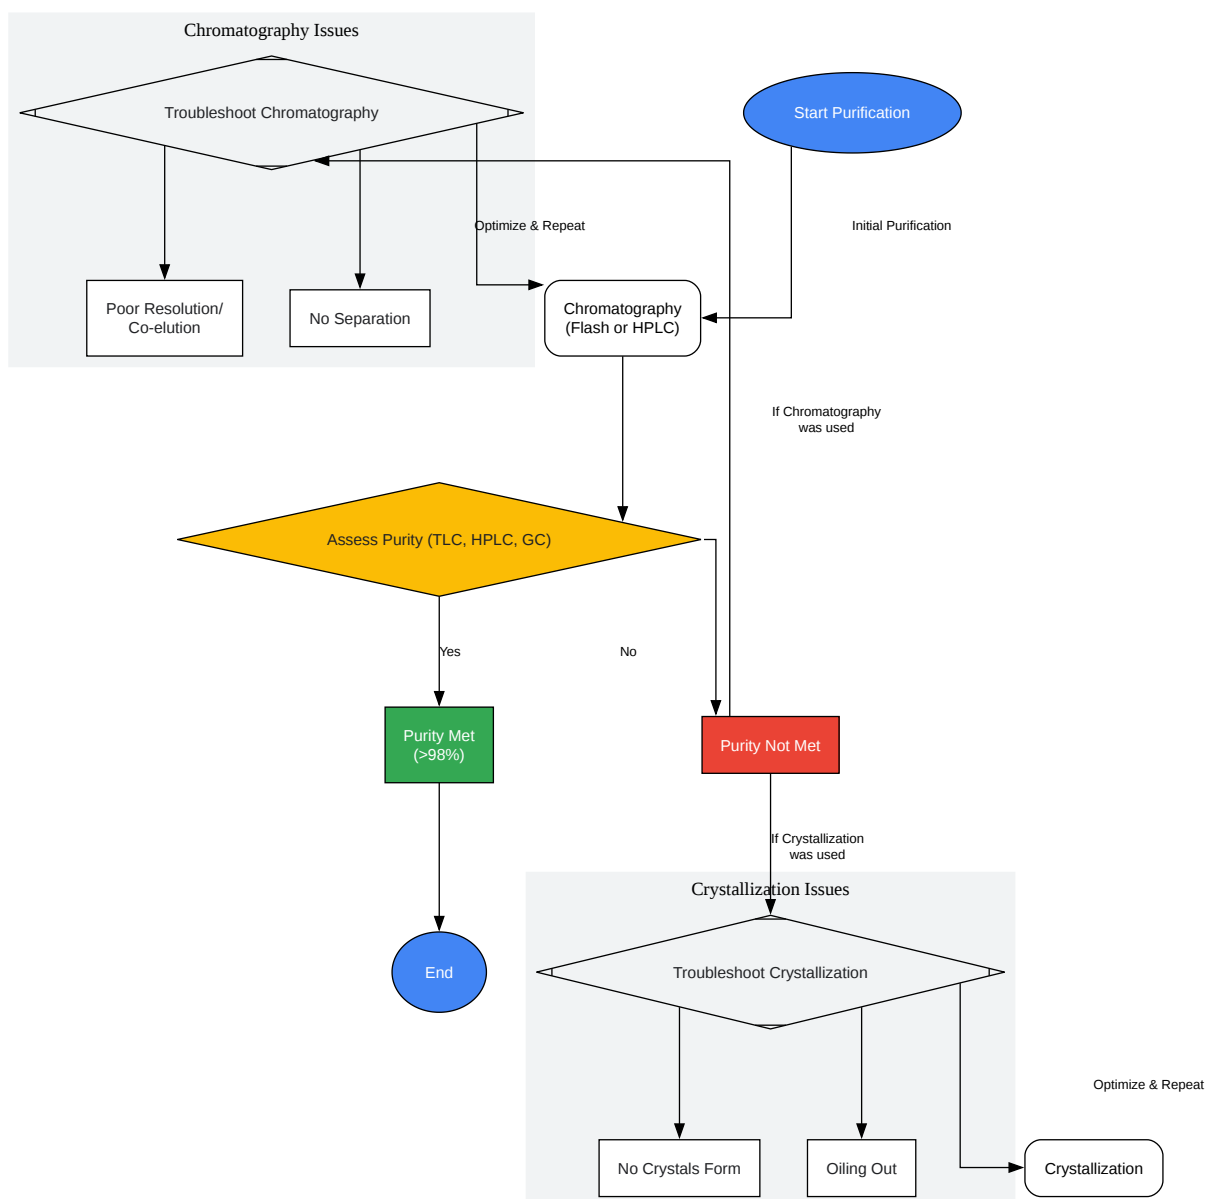 Chromatography Issues
Troubleshoot Chromatography
Start Purification
Optimize & Repeat
Initial Purification
Poor Resolution/
Co-elution
No Separation
Chromatography
(Flash or HPLC)
If Chromatography
was used
Assess Purity (TLC, HPLC, GC)
Yes
No
Purity Met
(>98%)
Purity Not Met
If Crystallization
was used
Crystallization Issues
End
Troubleshoot Crystallization
Optimize & Repeat
No Crystals Form
Oiling Out
Crystallization